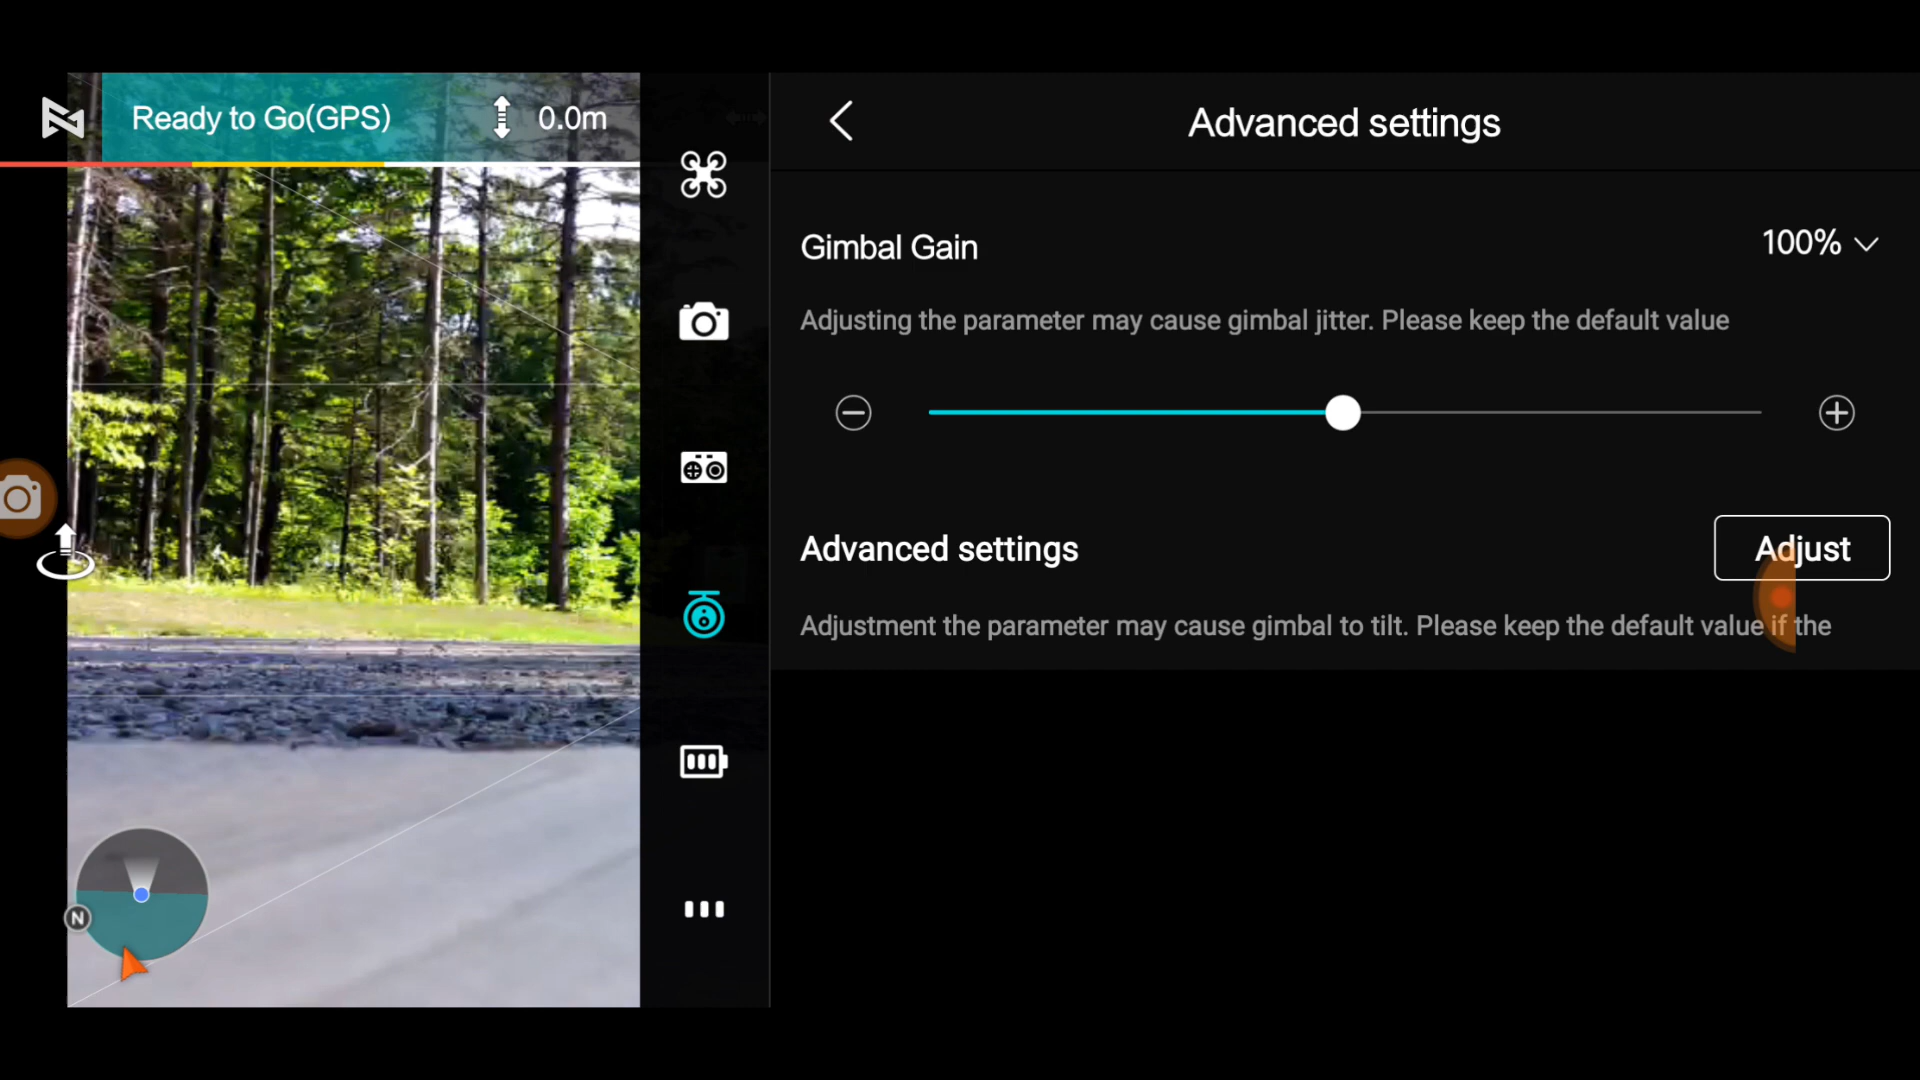 Ready to Go(GPS) 0.0m
Advanced settings
Gimbal Gain 100%
Adjusting the parameter may cause gimbal jitter. Please keep the default value
Advanced settings Adjust
Adjustment the parameter may cause gimbal to tilt. Please keep the default value if the
N